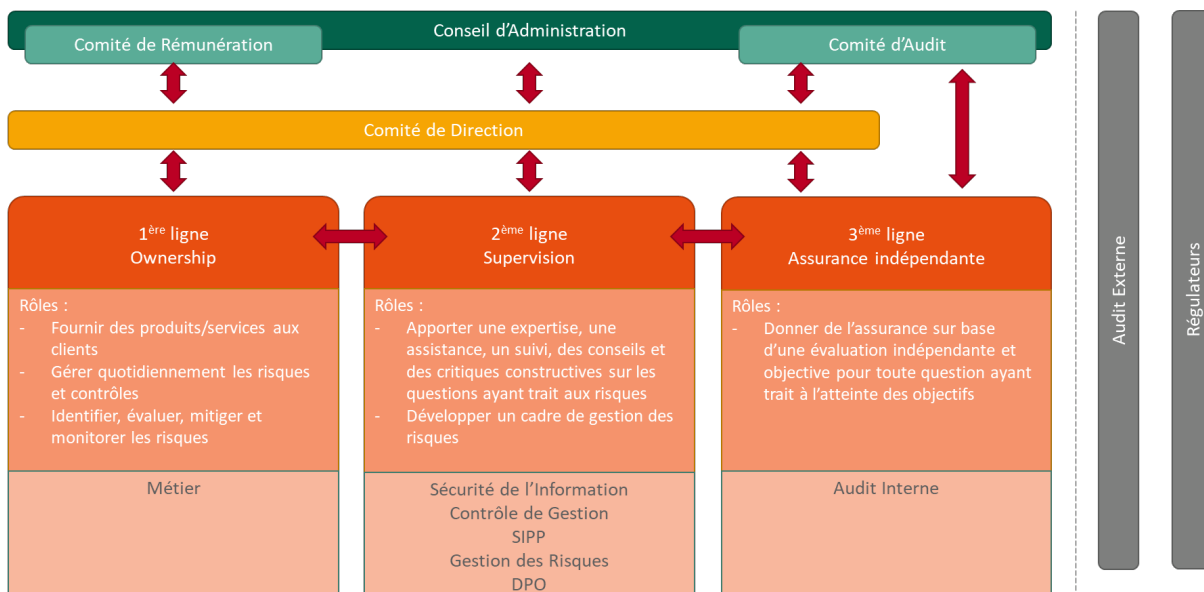 Conseil d’Administration
Comité de Rémunération
Comité d’Audit
Comité de Direction
1ère ligne
Ownership
Rôles :
- Fournir des produits/services aux
clients
- Gérer quotidiennement les risques
et contrôles
- Identifier, évaluer, mitiger et
monitorer les risques
Métier
2ème ligne
Supervision
Rôles :
- Apporter une expertise, une
assistance, un suivi, des conseils et
des critiques constructives sur les
questions ayant trait aux risques
- Développer un cadre de gestion des
risques
Sécurité de l’Information
Contrôle de Gestion
SIPP
Gestion des Risques
DPO
3ème ligne
Assurance indépendante
Rôles :
- Donner de l’assurance sur base
d’une évaluation indépendante et
objective pour toute question ayant
trait à l’atteinte des objectifs
Audit Interne
Audit Externe
Régulateurs